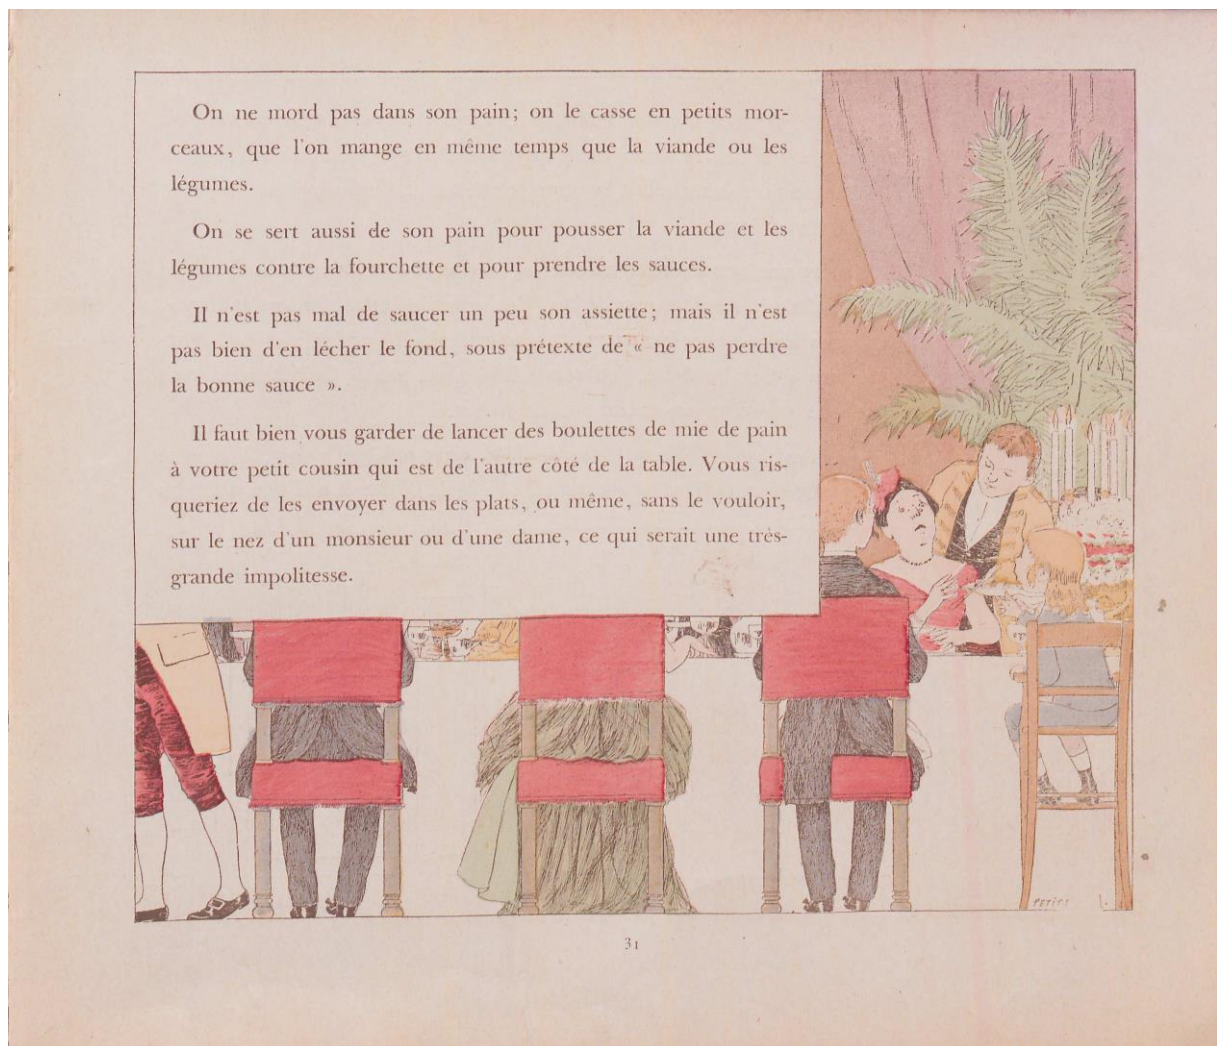 On ne mord pas dans son pain; on le casse en petits mor-
ceaux, que l'on mange en même temps que la viande ou les
légumes.
On se sert aussi de son pain pour pousser la viande et les
légumes contre la fourchette et pour prendre les sauces.
Il n'est pas mal de saucer un peu son assiette; mais il n'est
pas bien d'en lécher le fond, sous prétexte de « ne pas perdre
la bonne sauce ».
Il faut bien vous garder de lancer des boulettes de mie de pain
à votre petit cousin qui est de l'autre côté de la table. Vous ris-
queriez de les envoyer dans les plats, ou même, sans le vouloir,
sur le nez d'un monsieur ou d'une dame, ce qui serait une très-
grande impolitesse.
31